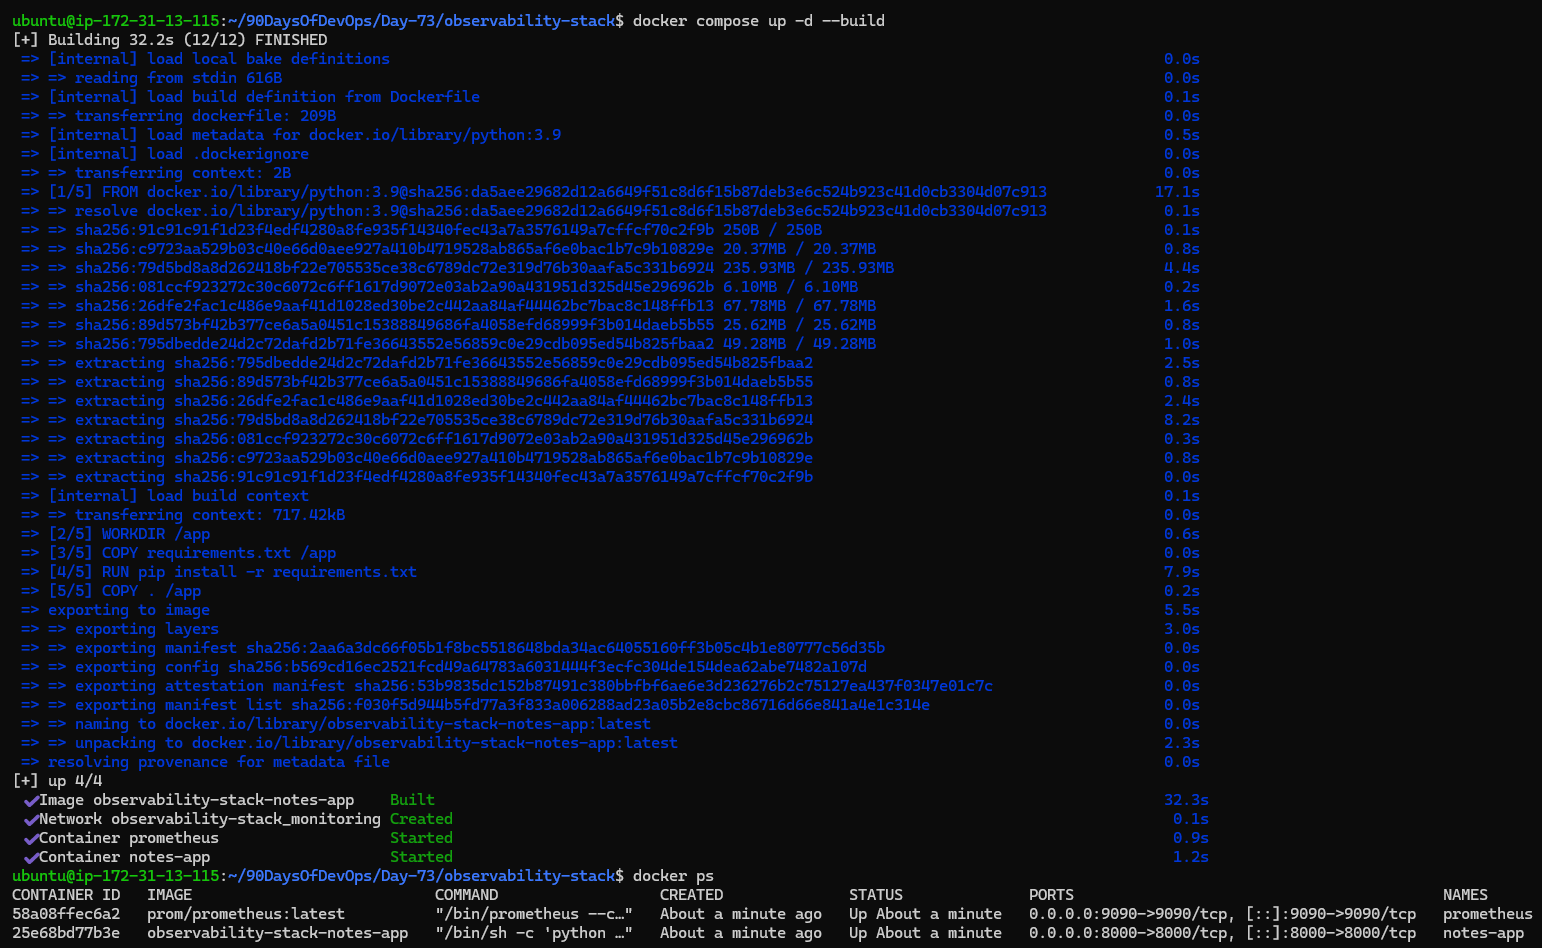 ubuntu@ip-172-31-13-115:~/90DaysOfDevOps/Day-73/observability-stack$ docker compose up -d --build
[+] Building 32.2s (12/12) FINISHED
=> [internal] load local bake definitions 0.0s
=> => reading from stdin 616B 0.0s
=> [internal] load build definition from Dockerfile 0.1s
=> => transferring dockerfile: 209B 0.0s
=> [internal] load metadata for docker.io/library/python:3.9 0.5s
=> [internal] load .dockerignore 0.0s
=> => transferring context: 2B 0.0s
=> [1/5] FROM docker.io/library/python:3.9@sha256:da5aee29682d12a6649f51c8d6f15b87deb3e6c524b923c41d0cb3304d07c913 17.1s
=> => resolve docker.io/library/python:3.9@sha256:da5aee29682d12a6649f51c8d6f15b87deb3e6c524b923c41d0cb3304d07c913 0.1s
=> => sha256:91c91c91f1d23f4edf4280a8fe935f14340fec43a7a3576149a7cffcf70c2f9b 250B / 250B 0.1s
=> => sha256:c9723aa529b03c40e66d0aee927a410b4719528ab865af6e0bac1b7c9b10829e 20.37MB / 20.37MB 0.8s
=> => sha256:79d5bd8a8d262418bf22e705535ce38c6789dc72e319d76b30aafa5c331b6924 235.93MB / 235.93MB 4.4s
=> => sha256:081ccf923272c30c6072c6ff1617d9072e03ab2a90a431951d325d45e296962b 6.10MB / 6.10MB 0.2s
=> => sha256:26dfe2fac1c486e9aaf41d1028ed30be2c442aa84af44462bc7bac8c148ffb13 67.78MB / 67.78MB 1.6s
=> => sha256:89d573bf42b377ce6a5a0451c15388849686fa4058efd68999f3b014daeb5b55 25.62MB / 25.62MB 0.8s
=> => sha256:795dbedde24d2c72dafd2b71fe36643552e56859c0e29cdb095ed54b825fbaa2 49.28MB / 49.28MB 1.0s
=> => extracting sha256:795dbedde24d2c72dafd2b71fe36643552e56859c0e29cdb095ed54b825fbaa2 2.5s
=> => extracting sha256:89d573bf42b377ce6a5a0451c15388849686fa4058efd68999f3b014daeb5b55 0.8s
=> => extracting sha256:26dfe2fac1c486e9aaf41d1028ed30be2c442aa84af44462bc7bac8c148ffb13 2.4s
=> => extracting sha256:79d5bd8a8d262418bf22e705535ce38c6789dc72e319d76b30aafa5c331b6924 8.2s
=> => extracting sha256:081ccf923272c30c6072c6ff1617d9072e03ab2a90a431951d325d45e296962b 0.3s
=> => extracting sha256:c9723aa529b03c40e66d0aee927a410b4719528ab865af6e0bac1b7c9b10829e 0.8s
=> => extracting sha256:91c91c91f1d23f4edf4280a8fe935f14340fec43a7a3576149a7cffcf70c2f9b 0.0s
=> [internal] load build context 0.1s
=> => transferring context: 717.42kB 0.0s
=> [2/5] WORKDIR /app 0.6s
=> [3/5] COPY requirements.txt /app 0.0s
=> [4/5] RUN pip install -r requirements.txt 7.9s
=> [5/5] COPY . /app 0.2s
=> exporting to image 5.5s
=> => exporting layers 3.0s
=> => exporting manifest sha256:2aa6a3dc66f05b1f8bc5518648bda34ac64055160ff3b05c4b1e80777c56d35b 0.0s
=> => exporting config sha256:b569cd16ec2521fcd49a64783a6031444f3ecfc304de154dea62abe7482a107d 0.0s
=> => exporting attestation manifest sha256:53b9835dc152b87491c380bbfbf6ae6e3d236276b2c75127ea437f0347e01c7c 0.0s
=> => exporting manifest list sha256:f030f5d944b5fd77a3f833a006288ad23a05b2e8cbc86716d66e841a4e1c314e 0.0s
=> => naming to docker.io/library/observability-stack-notes-app:latest 0.0s
=> => unpacking to docker.io/library/observability-stack-notes-app:latest 2.3s
=> resolving provenance for metadata file 0.0s
[+] up 4/4
✔Image observability-stack-notes-app Built 32.3s
✔Network observability-stack_monitoring Created 0.1s
✔Container prometheus Started 0.9s
✔Container notes-app Started 1.2s
ubuntu@ip-172-31-13-115:~/90DaysOfDevOps/Day-73/observability-stack$ docker ps
CONTAINER ID IMAGE COMMAND CREATED STATUS PORTS NAMES
58a08ffec6a2 prom/prometheus:latest "/bin/prometheus --c…" About a minute ago Up About a minute 0.0.0.0:9090->9090/tcp, [::]:9090->9090/tcp prometheus
25e68bd77b3e observability-stack-notes-app "/bin/sh -c 'python …" About a minute ago Up About a minute 0.0.0.0:8000->8000/tcp, [::]:8000->8000/tcp notes-app